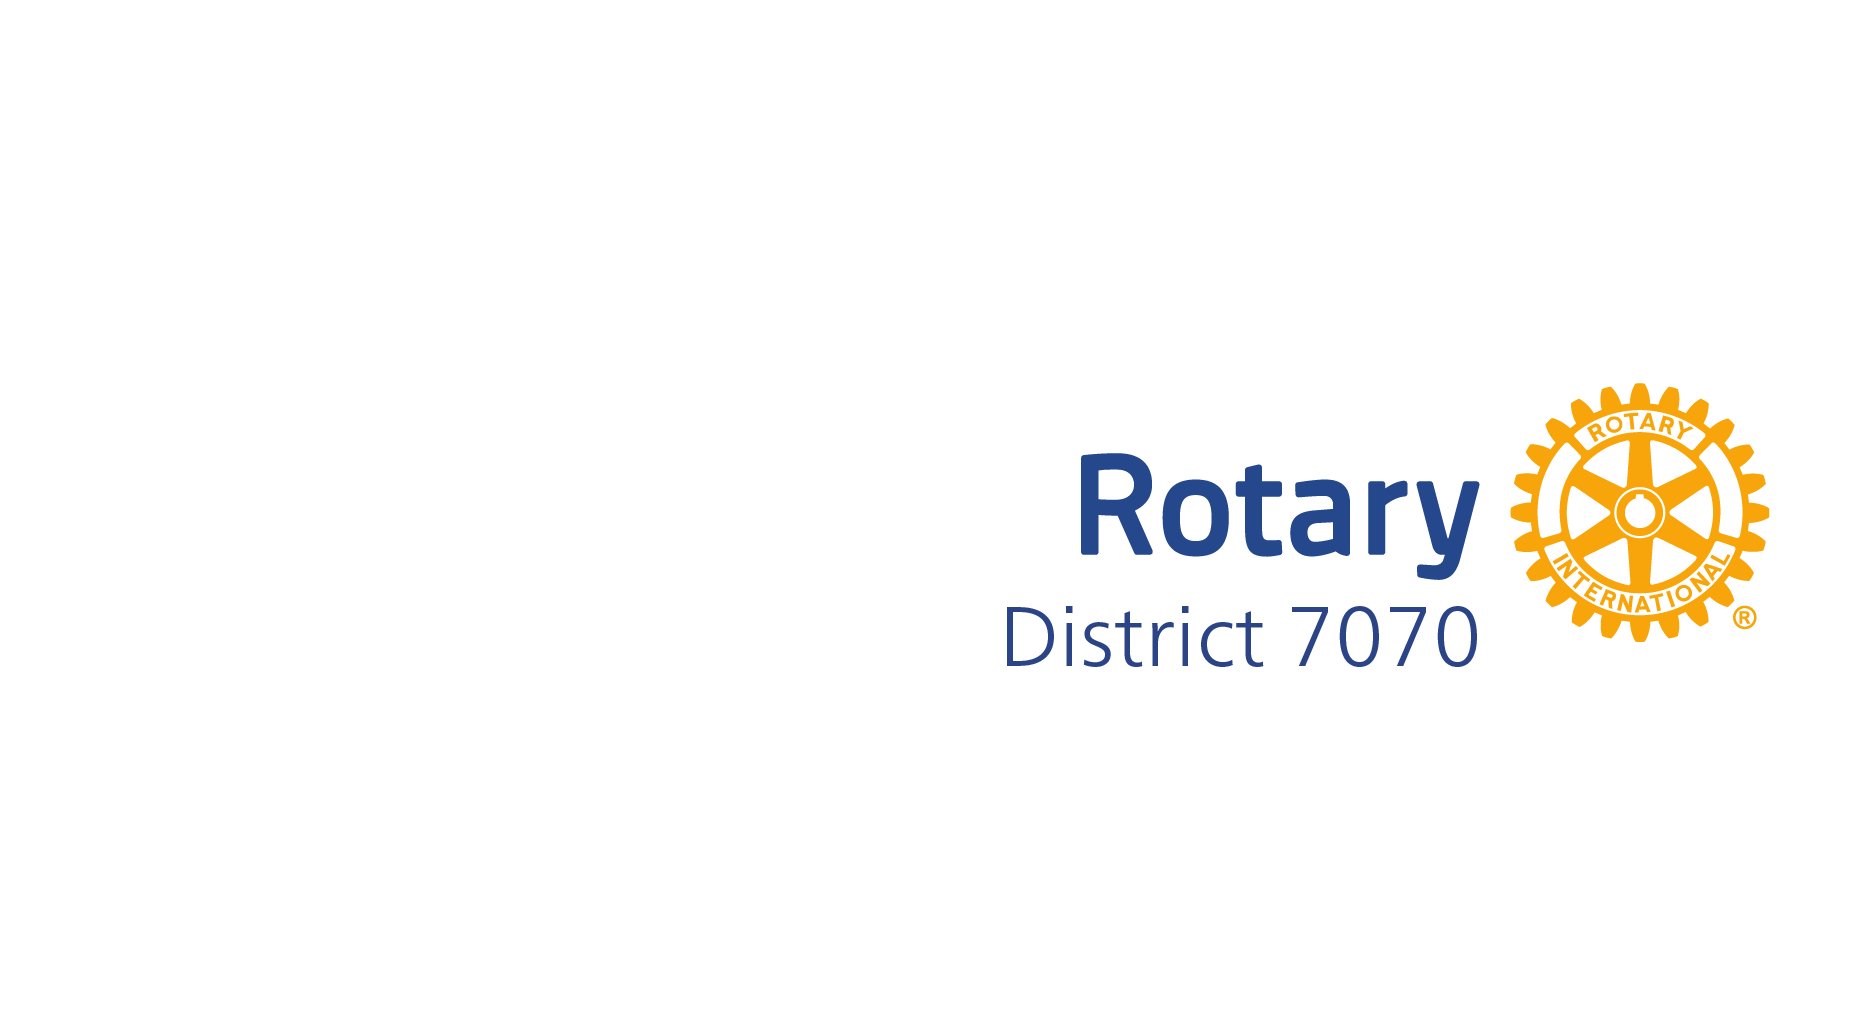 Rotary
District 7070
ROTARY
INTERNATIONAL
®